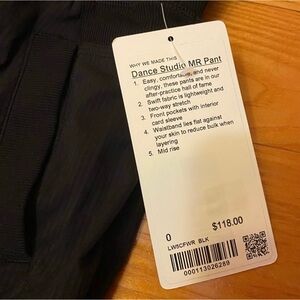 WHY WE MADE THIS
Dance Studio MR Pant
1. Easy, comfortable, and never
clingy, these pants are in our
after-practice hall of fame
2. Swift fabric is lightweight and
two-way stretch
3. Front pockets with interior
card sleeve
4. Waistband lies flat against
your skin to reduce bulk when
layering
5. Mid rise
0 $118.00
LW5CFWR BLK
000113026289